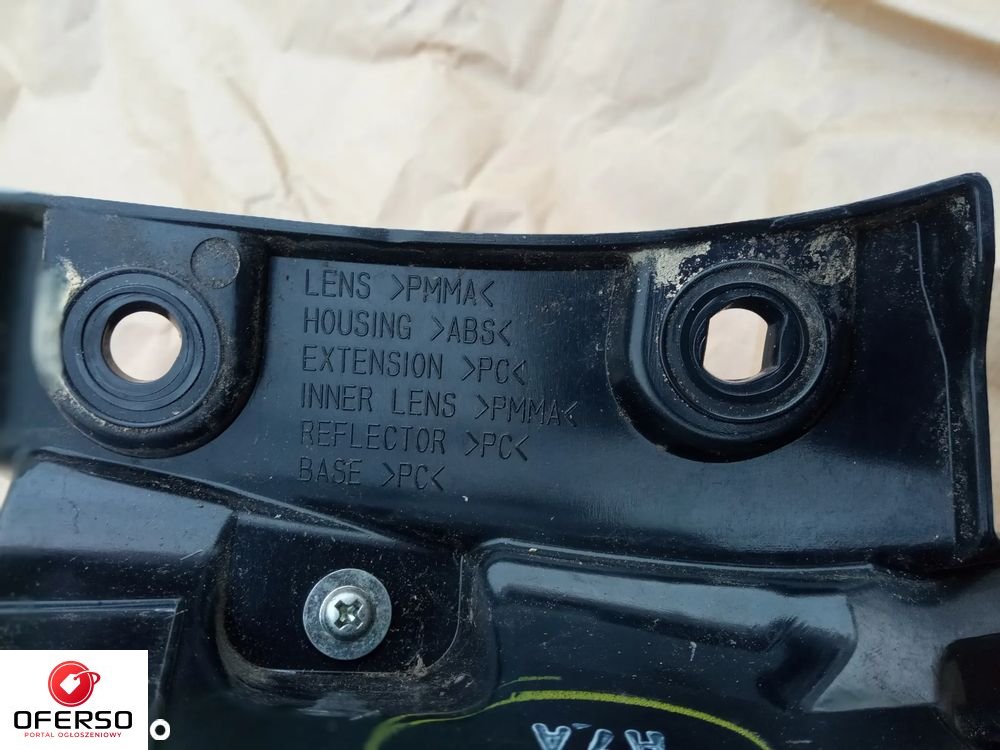 LENS >PMMA<
HOUSING >ABS<
EXTENSION >PC<
INNER LENS >PMMA<
REFLECTOR >PC<
BASE >PC<
OFERSO
PORTAL OGŁOSZENIOWY